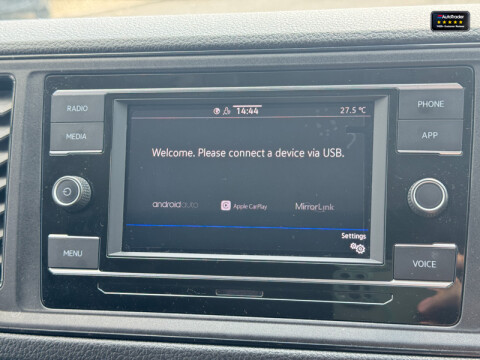 AutoTrader
RADIO
MEDIA
MENU
14:44
27.5 °C
Welcome. Please connect a device via USB.
androidauto
Apple CarPlay
MirrorLink
Settings
PHONE
APP
VOICE